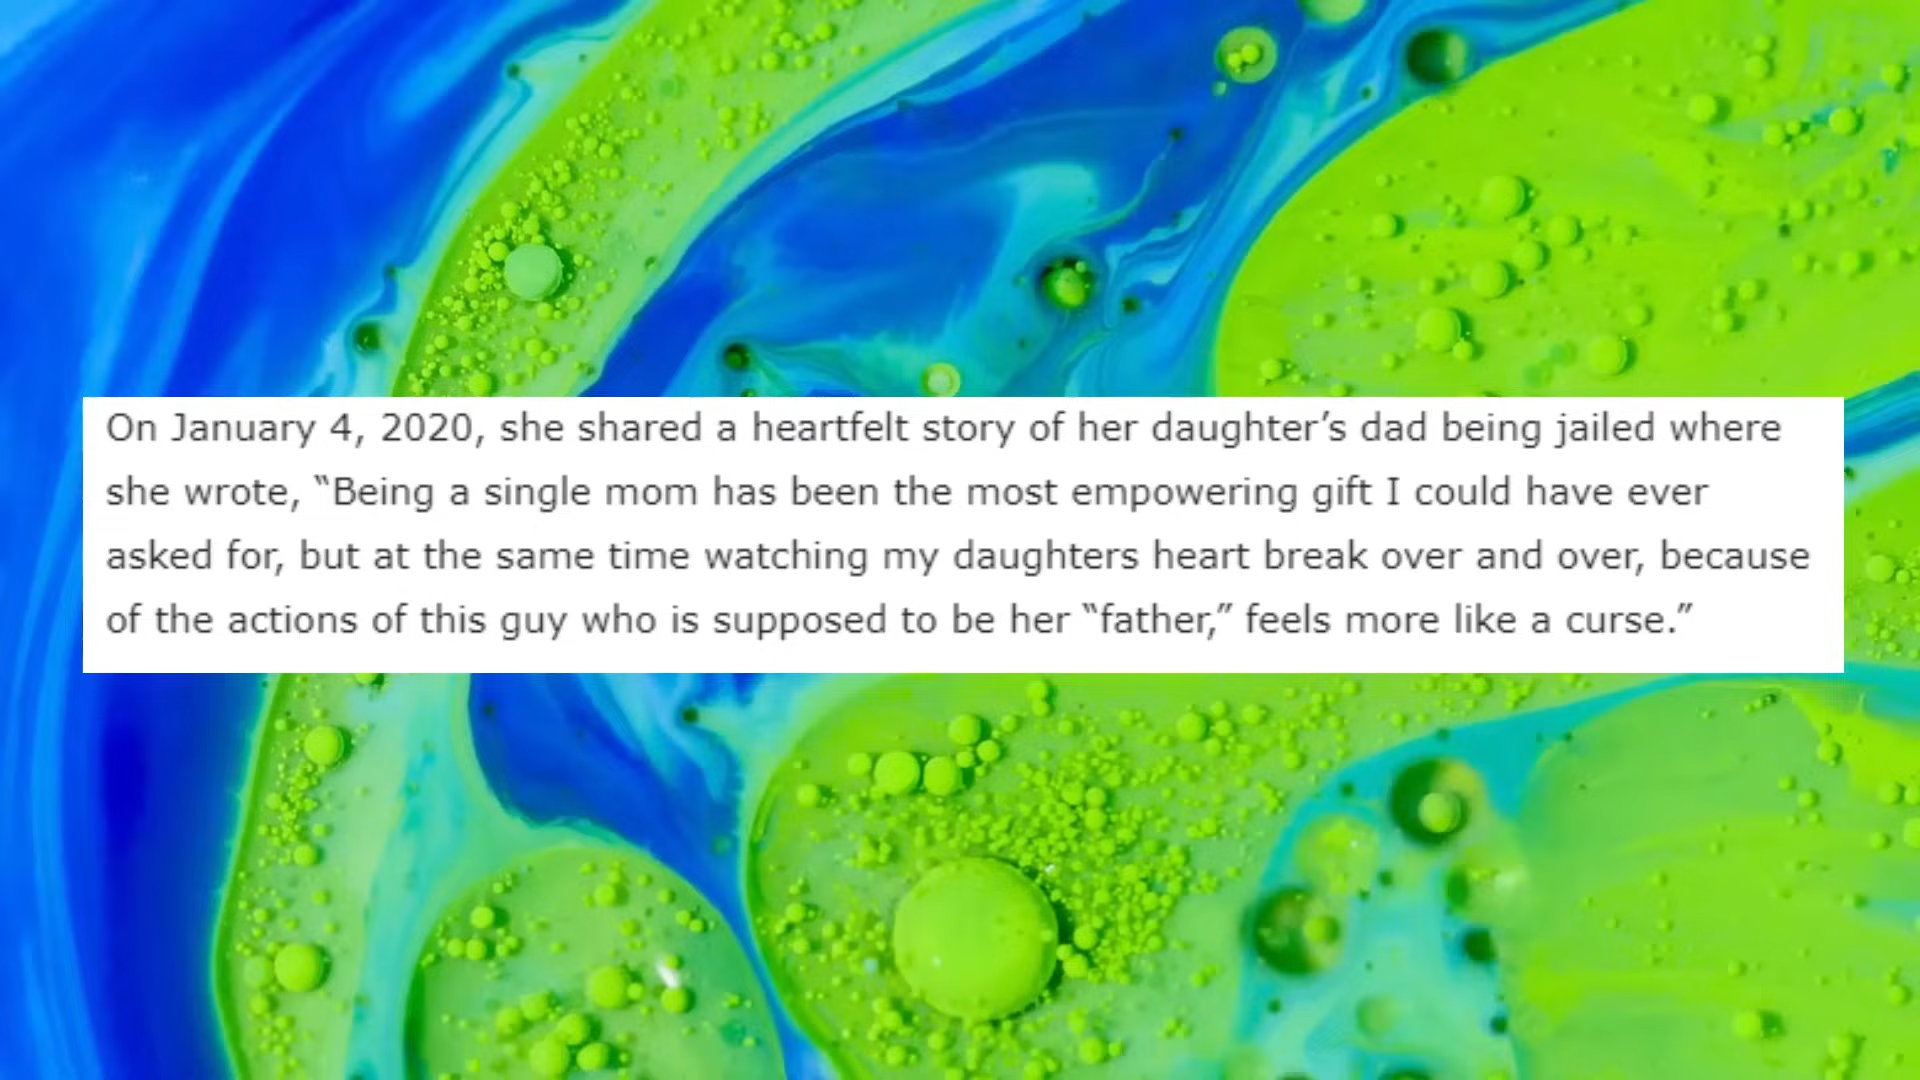 On January 4, 2020, she shared a heartfelt story of her daughter’s dad being jailed where
she wrote, “Being a single mom has been the most empowering gift I could have ever
asked for, but at the same time watching my daughters heart break over and over, because
of the actions of this guy who is supposed to be her “father,” feels more like a curse.”